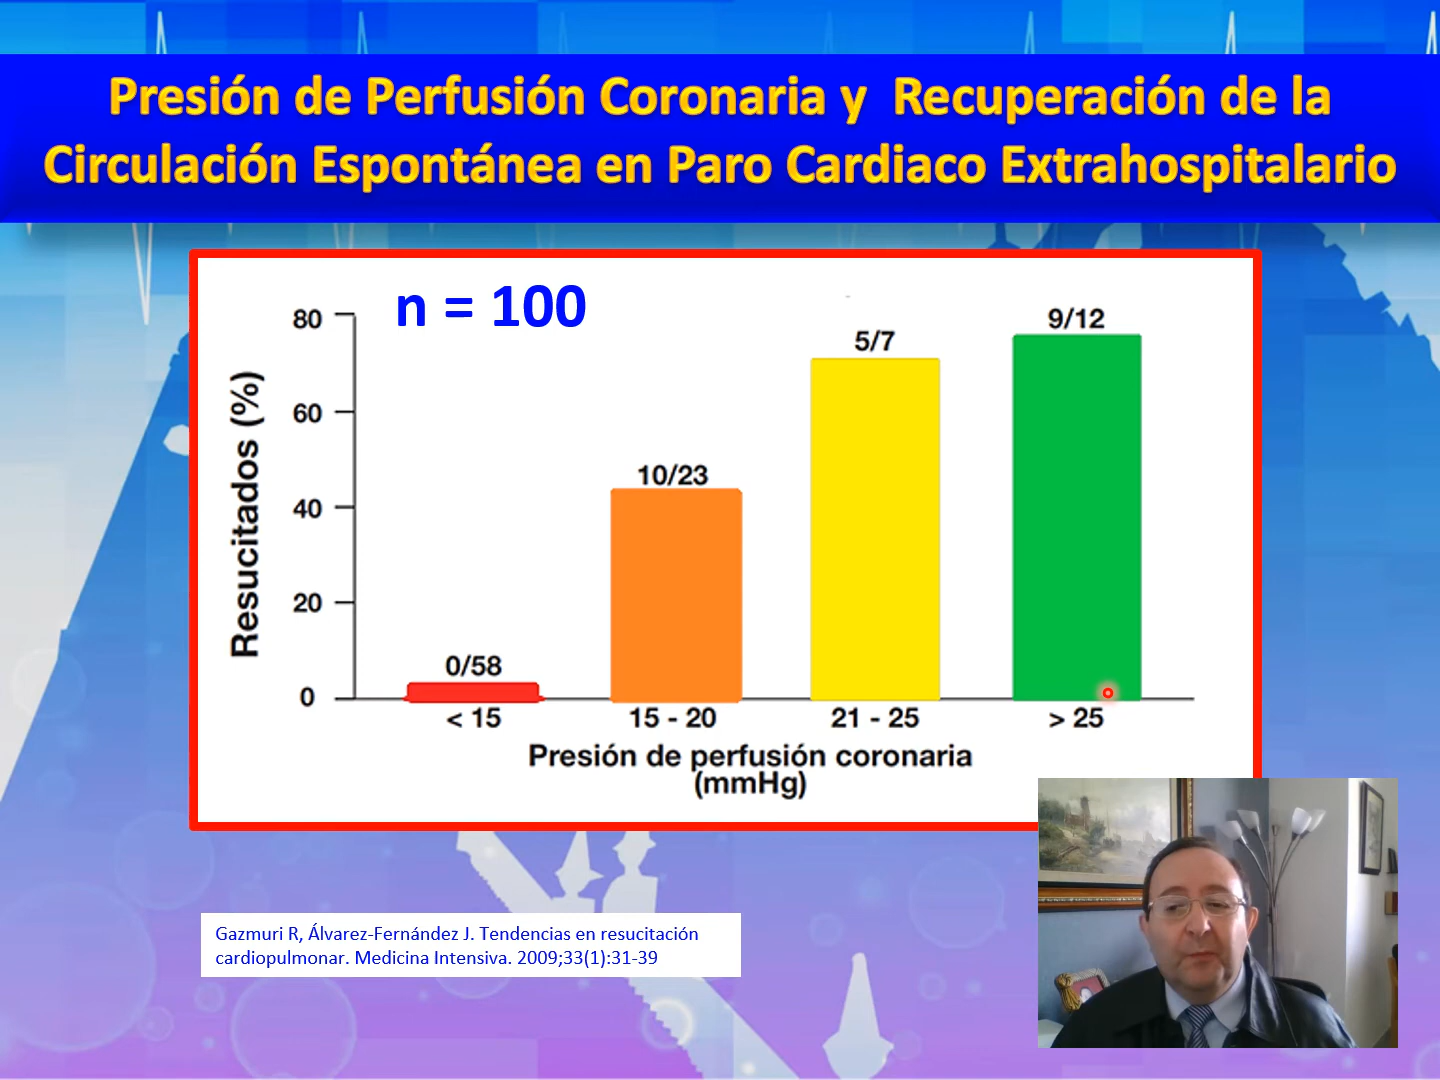 Presión de Perfusión Coronaria y Recuperación de la
Circulación Espontánea en Paro Cardiaco Extrahospitalario
n = 100
Resucitados (%)
80
60
40
20
0
0/58
10/23
5/7
9/12
< 15
15 - 20
21 - 25
> 25
Presión de perfusión coronaria
(mmHg)
Gazmuri R, Álvarez-Fernández J. Tendencias en resucitación
cardiopulmonar. Medicina Intensiva. 2009;33(1):31-39